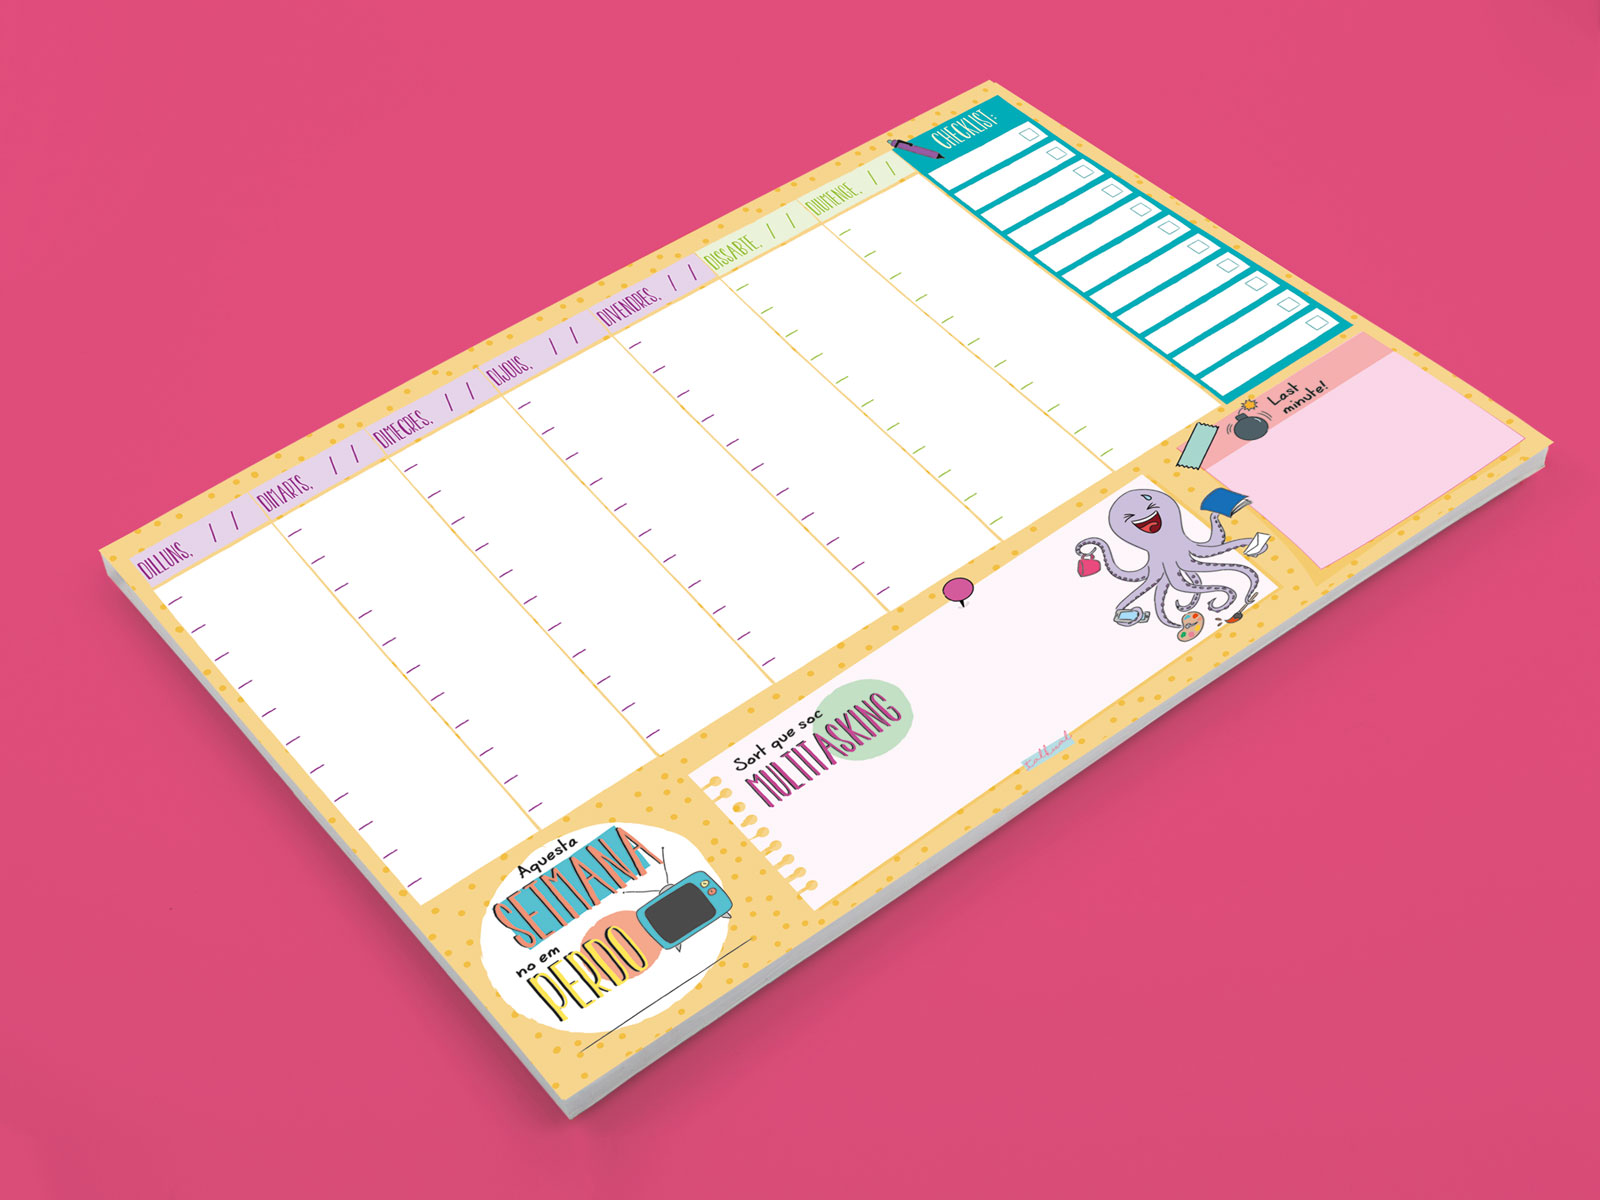 DILLUNS, / /
DIMARTS, / /
DIMECRES, / /
DIJOUS, / /
DIVENDRES, / /
DISSABTE, / /
DIUMENGE, / /
CHECKLIST:
Last
minute!
Sort que soc
MULTITASKING
Aquesta
SETMANA
no em
PERDO